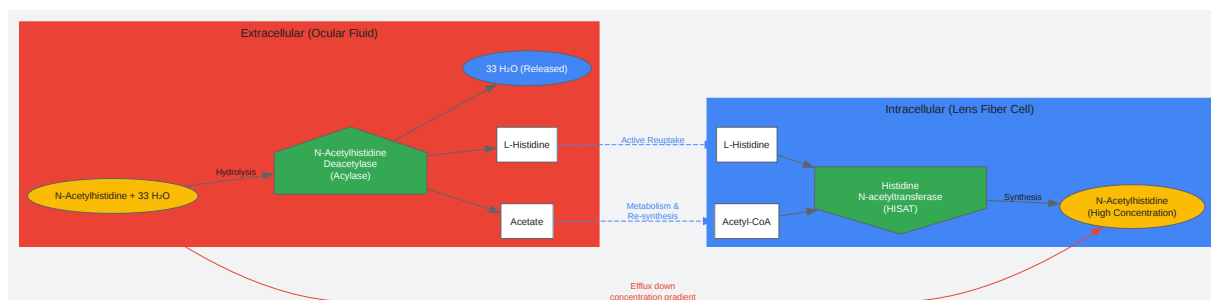 Extracellular (Ocular Fluid)
33 H₂O (Released)
N-Acetylhistidine
Deacetylase
(Acylase)
L-Histidine
Hydrolysis
N-Acetylhistidine + 33 H₂O
Acetate
Active Reuptake
Metabolism &
Re-synthesis
Intracellular (Lens Fiber Cell)
L-Histidine
Histidine
N-acetyltransferase
(HISAT)
Acetyl-CoA
Synthesis
N-Acetylhistidine
(High Concentration)
Efflux down
concentration gradient